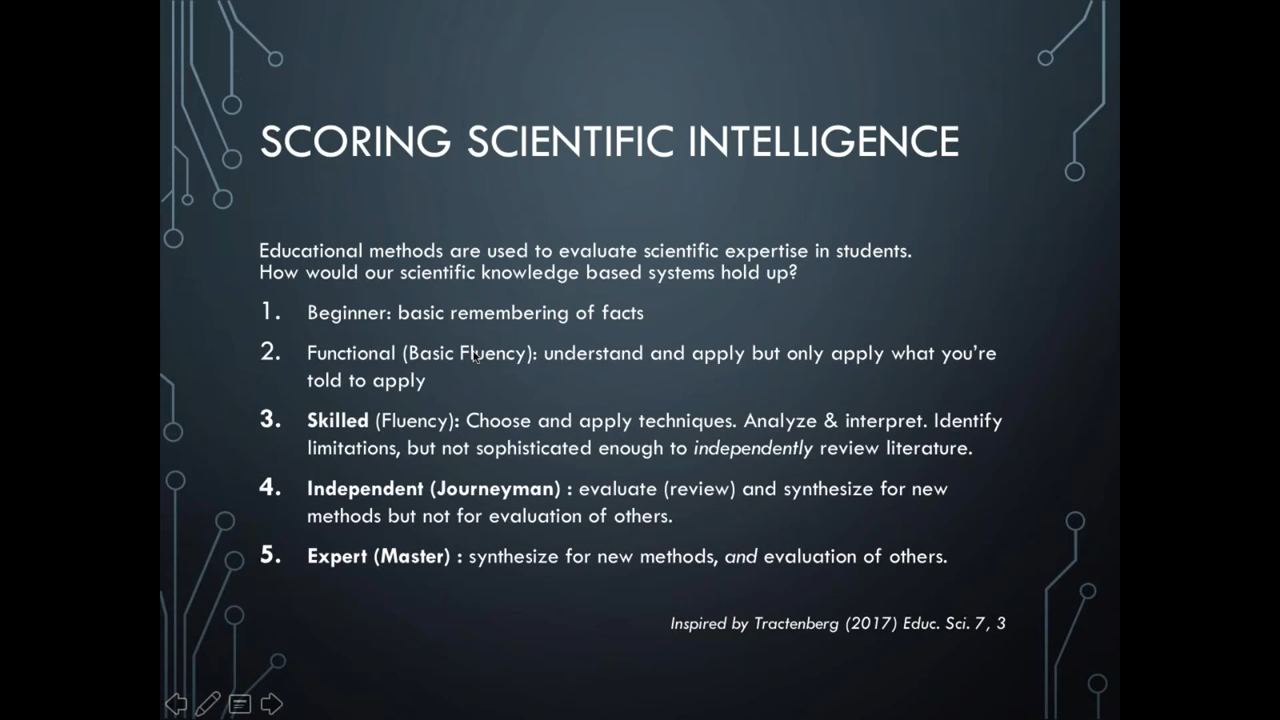 SCORING SCIENTIFIC INTELLIGENCE
Educational methods are used to evaluate scientific expertise in students.
How would our scientific knowledge based systems hold up?
1. Beginner: basic remembering of facts
2. Functional (Basic Fluency): understand and apply but only apply what you're
told to apply
3. Skilled (Fluency): Choose and apply techniques. Analyze & interpret. Identify
limitations, but not sophisticated enough to independently review literature.
4. Independent (Journeyman) : evaluate (review) and synthesize for new
methods but not for evaluation of others.
5. Expert (Master) : synthesize for new methods, and evaluation of others.
Inspired by Tractenberg (2017) Educ. Sci. 7, 3